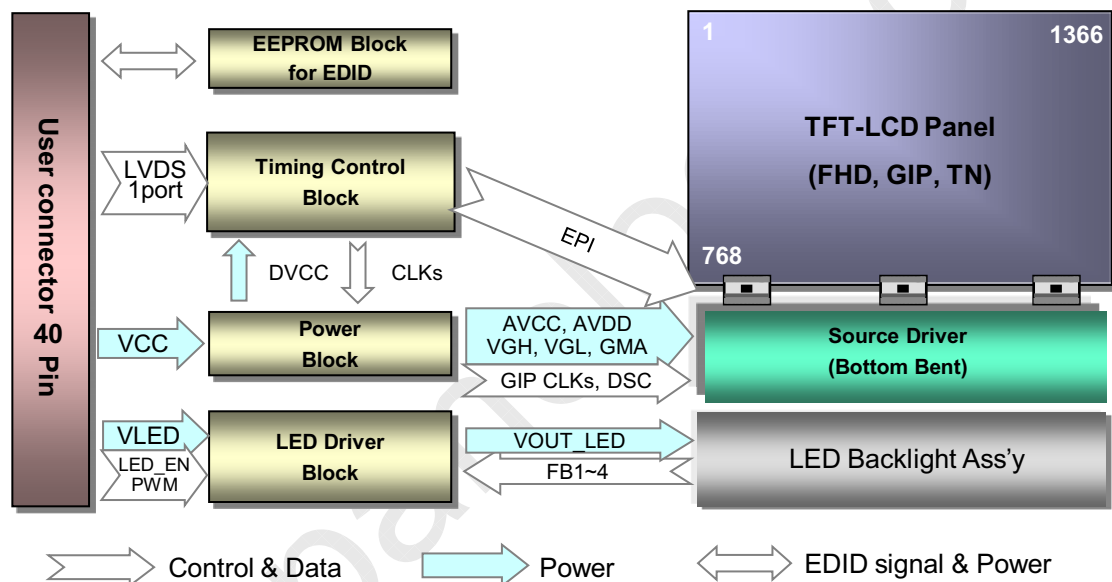 User connector 40 Pin
EEPROM Block
for EDID
LVDS
1port
Timing Control
Block
EPI
DVCC
CLKs
VCC
Power
Block
AVCC, AVDD
VGH, VGL, GMA
GIP CLKs, DSC
VLED
LED_EN
PWM
LED Driver
Block
VOUT_LED
FB1~4
1
1366
TFT-LCD Panel
(FHD, GIP, TN)
768
Source Driver
(Bottom Bent)
LED Backlight Ass'y
Control & Data
Power
EDID signal & Power